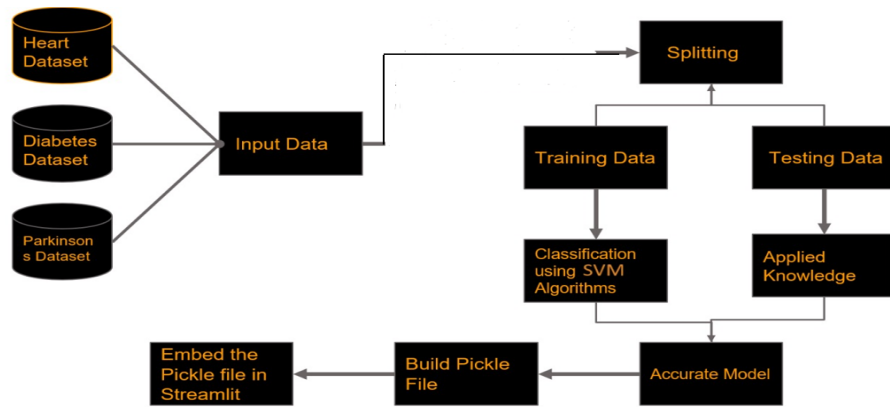 Heart
Dataset
Diabetes
Dataset
Parkinson
s Dataset
Input Data
Splitting
Training Data
Testing Data
Classification
using SVM
Algorithms
Applied
Knowledge
Accurate Model
Build Pickle
File
Embed the
Pickle file in
Streamlit